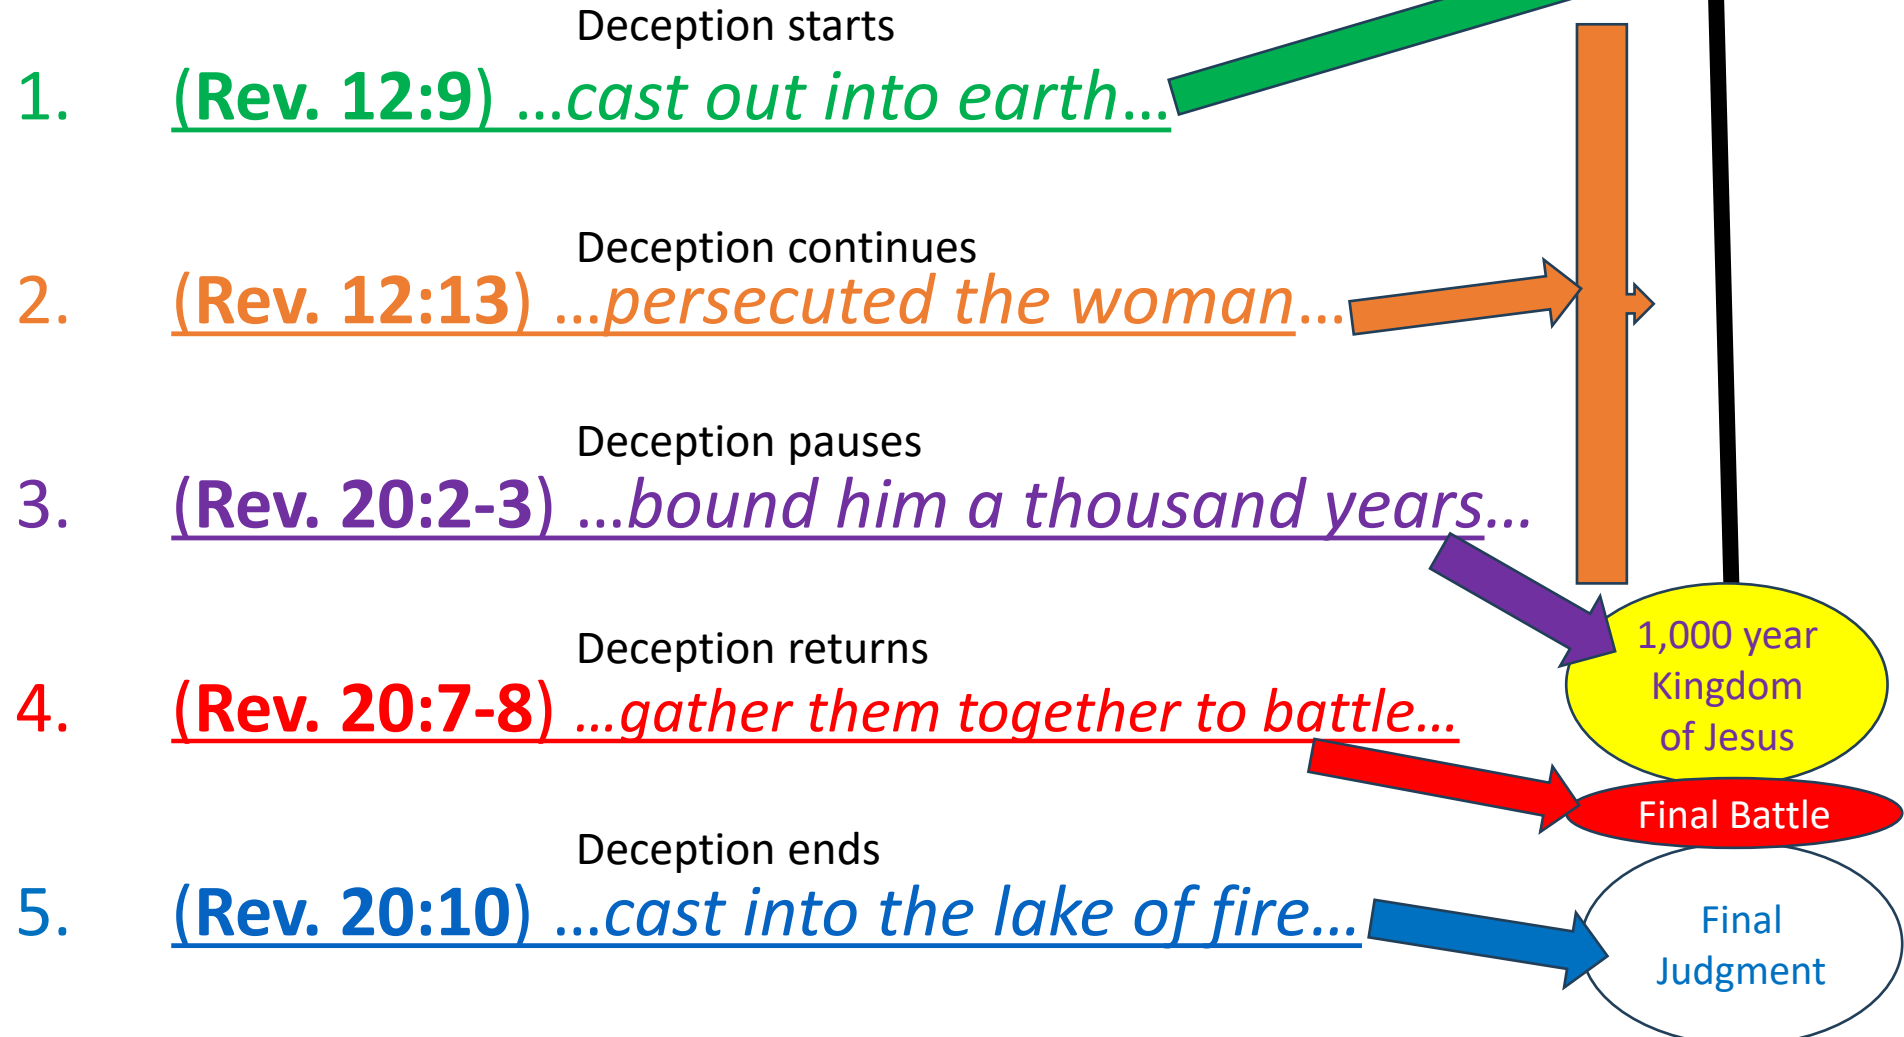 Deception starts
1. (Rev. 12:9) ...cast out into earth...
Deception continues
2. (Rev. 12:13) ...persecuted the woman...
Deception pauses
3. (Rev. 20:2-3) ...bound him a thousand years...
Deception returns
4. (Rev. 20:7-8) ...gather them together to battle...
Deception ends
5. (Rev. 20:10) ...cast into the lake of fire...
1,000 year
Kingdom
of Jesus
Final Battle
Final
Judgment